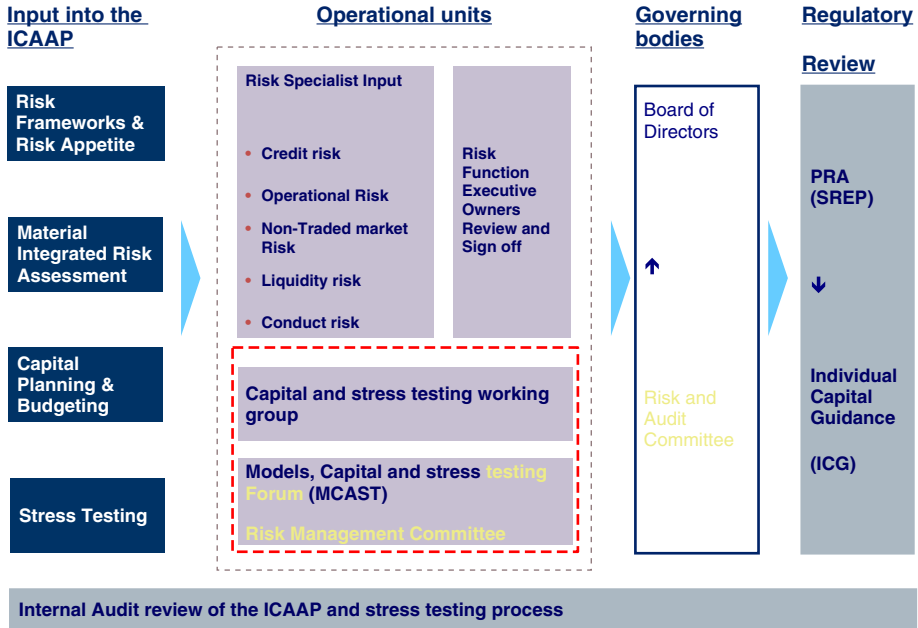 Input into the
ICAAP
Risk
Frameworks &
Risk Appetite
Material
Integrated Risk
Assessment
Capital
Planning &
Budgeting
Stress Testing
Operational units
Risk Specialist Input
• Credit risk
• Operational Risk
• Non-Traded market
Risk
• Liquidity risk
• Conduct risk
Risk
Function
Executive
Owners
Review and
Sign off
Capital and stress testing working
group
Models, Capital and stress testing
Forum (MCAST)
Risk Management Committee
Governing
bodies
Board of
Directors
↑
Risk and
Audit
Committee
Regulatory
Review
PRA
(SREP)
↓
Individual
Capital
Guidance
(ICG)
Internal Audit review of the ICAAP and stress testing process